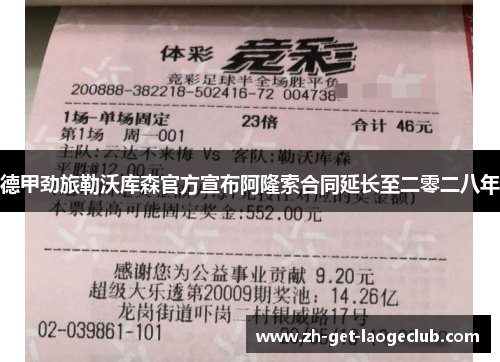 体彩 竞彩
竞彩足球半全场胜平负
200888-382218-502416-72 004738
1场-单场固定 23倍 合计 46元
第1场 周一001
主队:云达不来梅 Vs 客队:勒沃库森
德甲劲旅勒沃库森官方宣布阿隆索合同延长至二零二八年
本票最高可能固定奖金:552.00元
感谢您为公益事业贡献 9.20元
超级大乐透第20009期奖池: 14.26亿
龙岗街道吓岗二村银威路17号
02-039861-101
www.zh-get-laogeclub.com